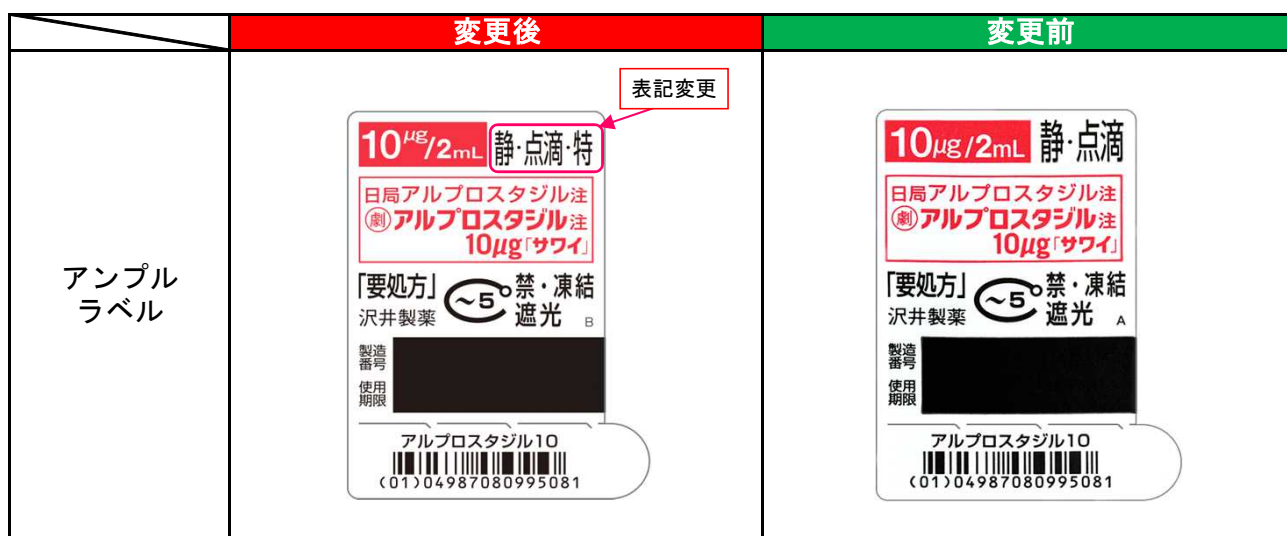 変更後
変更前
アンプル
ラベル
表記変更
10μg/2mL 静・点滴・特
日局アルプロスタジル注
劇 アルプロスタジル注
10μg「サワイ」
「要処方」 ~5 禁・凍結
沢井製薬 遮光 B
製造
番号
使用
期限
アルプロスタジル10
(01)04987080995081
10μg/2mL 静・点滴
日局アルプロスタジル注
劇 アルプロスタジル注
10μg「サワイ」
「要処方」 ~5 禁・凍結
沢井製薬 遮光 A
製造
番号
使用
期限
アルプロスタジル10
(01)04987080995081